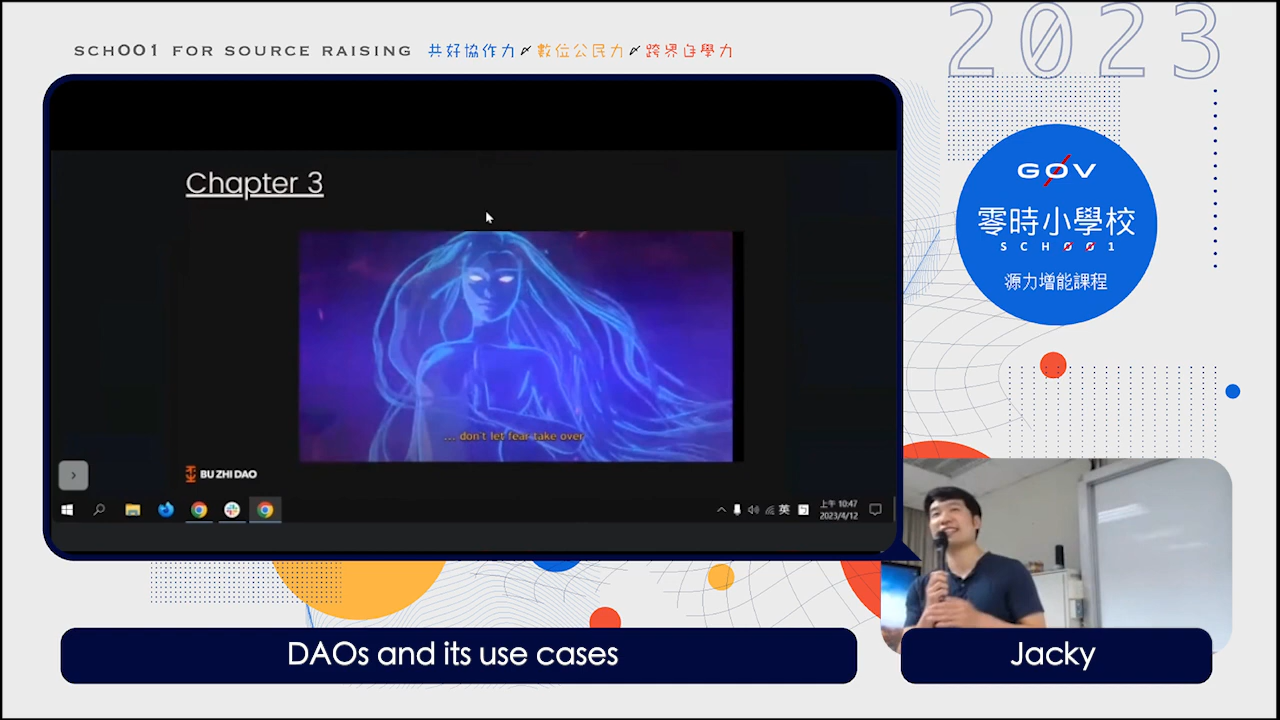 SCH001 FOR SOURCE RAISING 共好協作力 數位公民力 跨界自學力
2023
G0V
零時小學校
SCH001
源力增能課程
Chapter 3
... don't let fear take over
BU ZHI DAO
英
上午 10:47
2023/4/12
DAOs and its use cases
Jacky